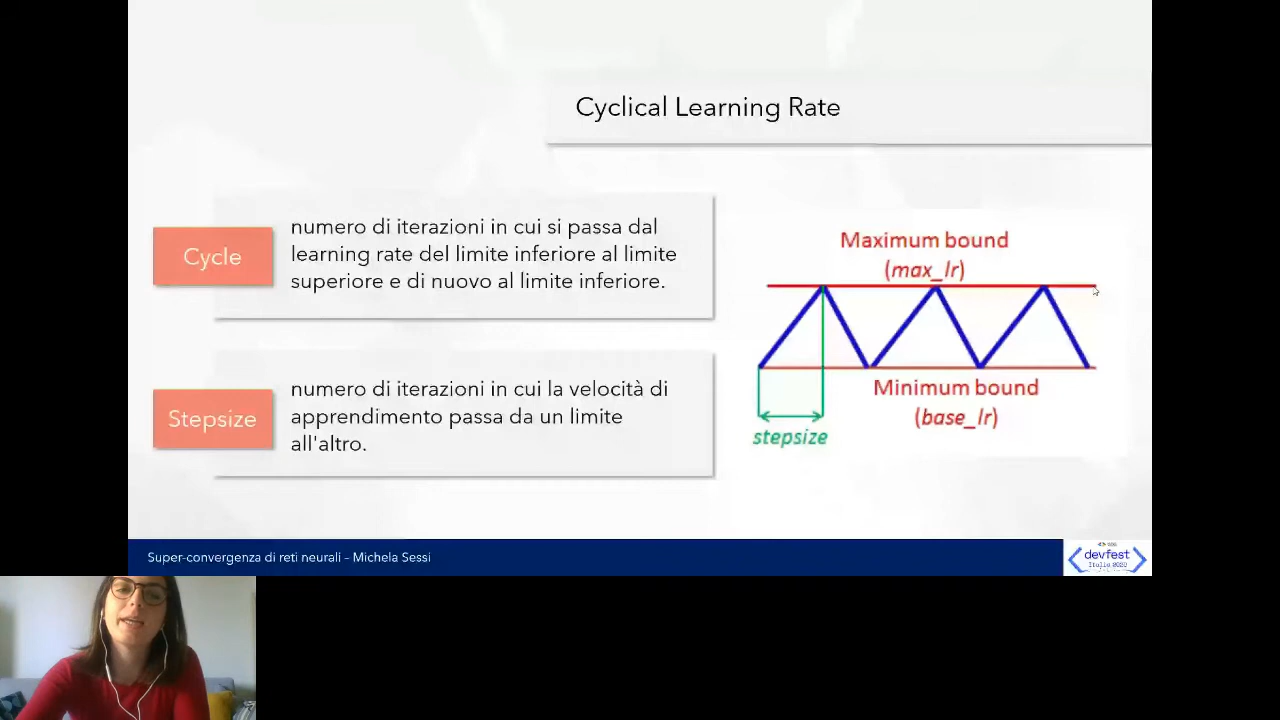 Cyclical Learning Rate
Cycle
numero di iterazioni in cui si passa dal
learning rate del limite inferiore al limite
superiore e di nuovo al limite inferiore.
Stepsize
numero di iterazioni in cui la velocità di
apprendimento passa da un limite
all'altro.
Maximum bound
(max_lr)
Minimum bound
(base_lr)
stepsize
Super-convergenza di reti neurali – Michela Sessi
devfest
Italia 2020